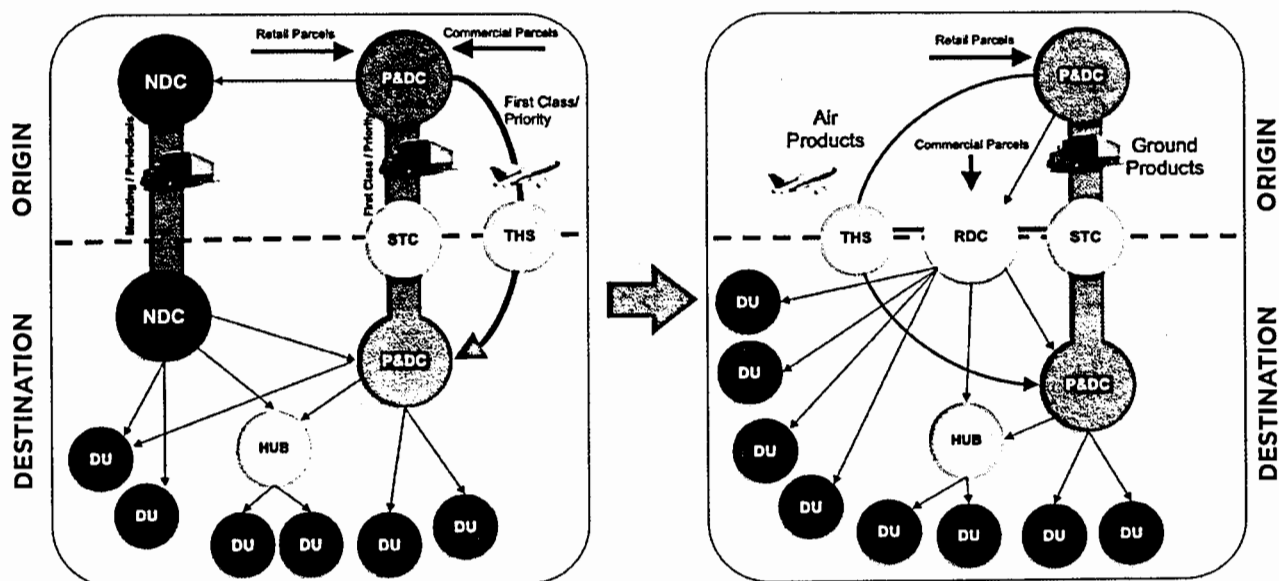 ORIGIN
DESTINATION
Retail Parcels
Commercial Parcels
NDC
P&DC
First Class/
Priority
Marketing / Periodicals
First Class / Priority
STC
THS
NDC
P&DC
HUB
DU
DU
DU
DU
DU
DU
Retail Parcels
P&DC
Air
Products
Commercial Parcels
Ground
Products
THS
RDC
STC
DU
DU
P&DC
DU
HUB
DU
DU
DU
DU
DU
ORIGIN
DESTINATION